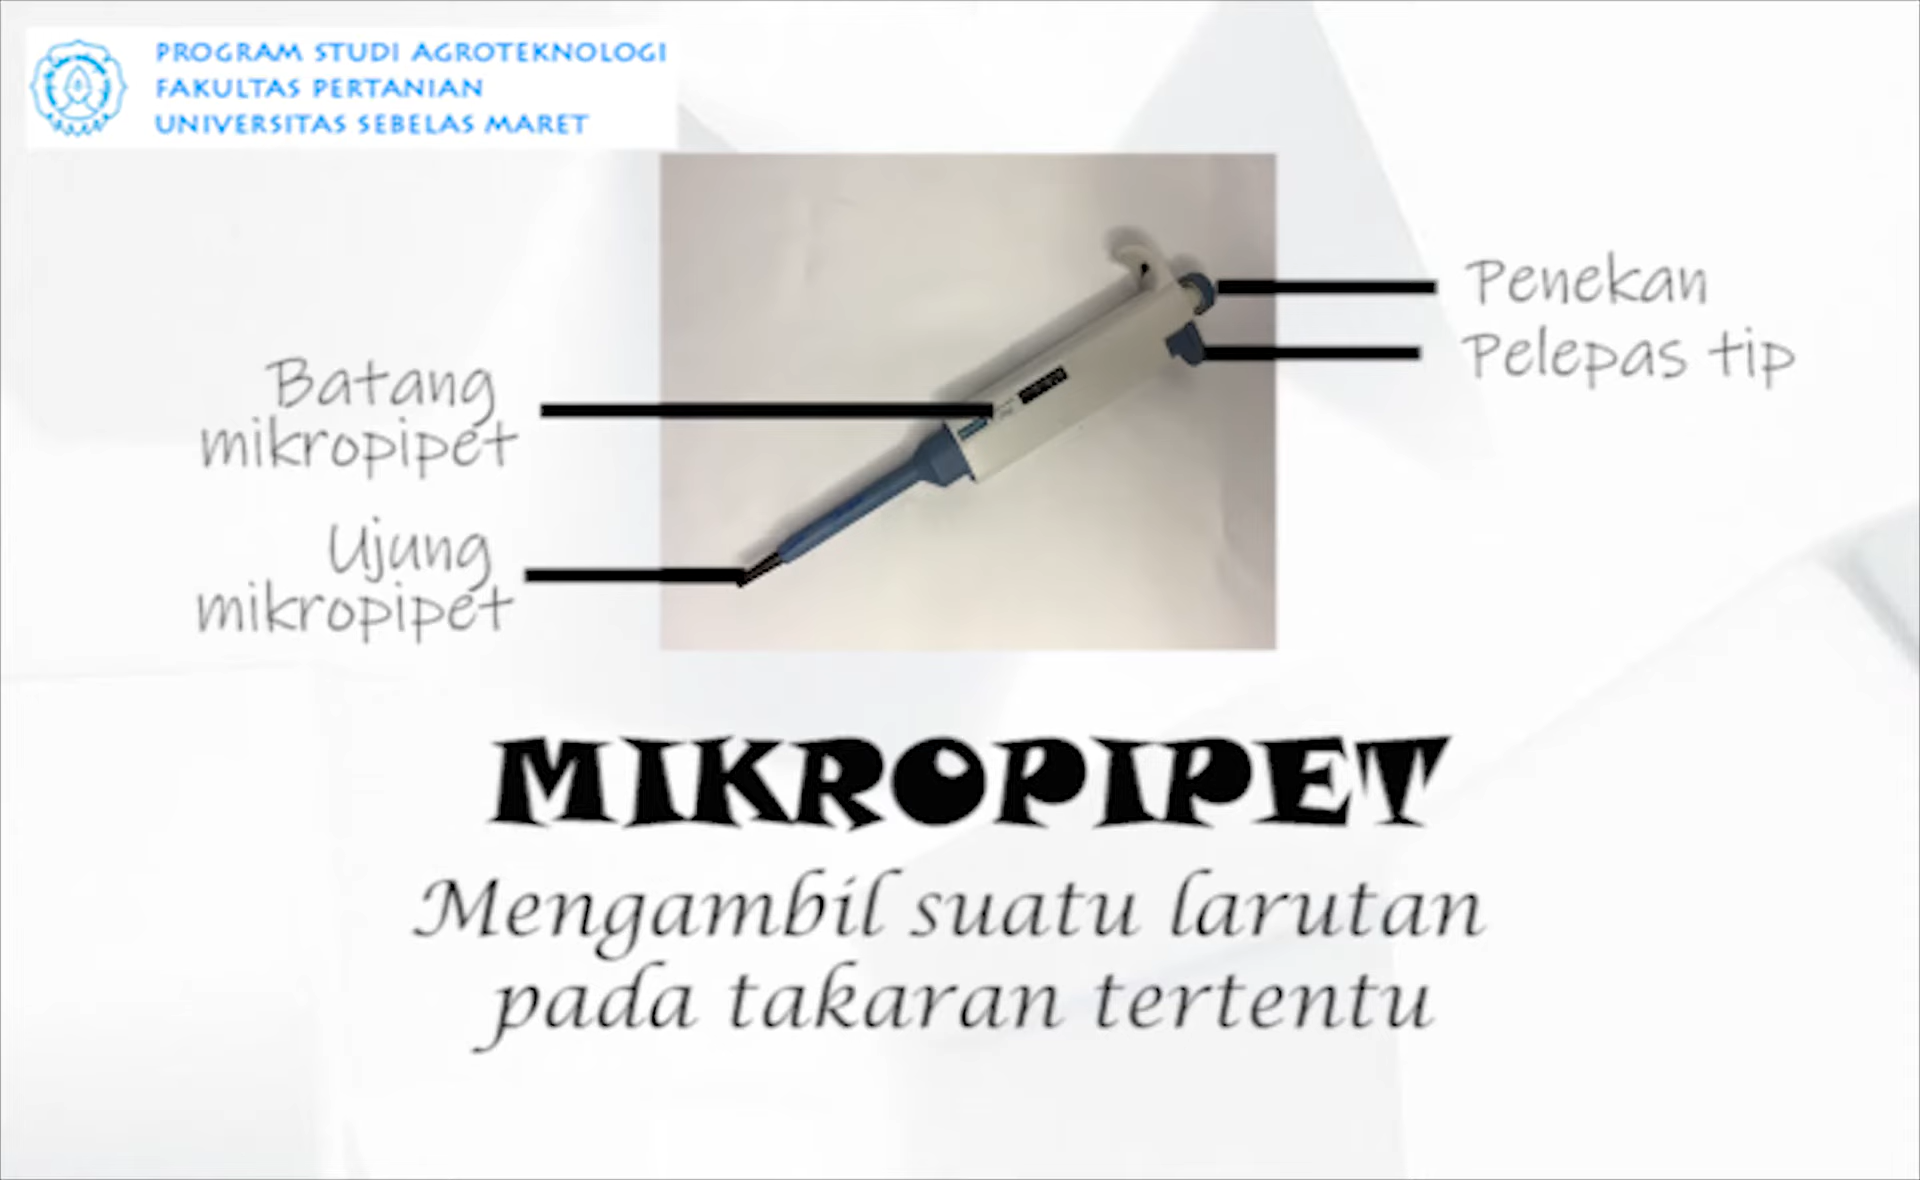 PROGRAM STUDI AGROTEKNOLOGI
FAKULTAS PERTANIAN
UNIVERSITAS SEBELAS MARET
Penekan
Pelepas tip
Batang
mikropipet
Ujung
mikropipet
MIKROPIPET
Mengambil suatu larutan
pada takaran tertentu